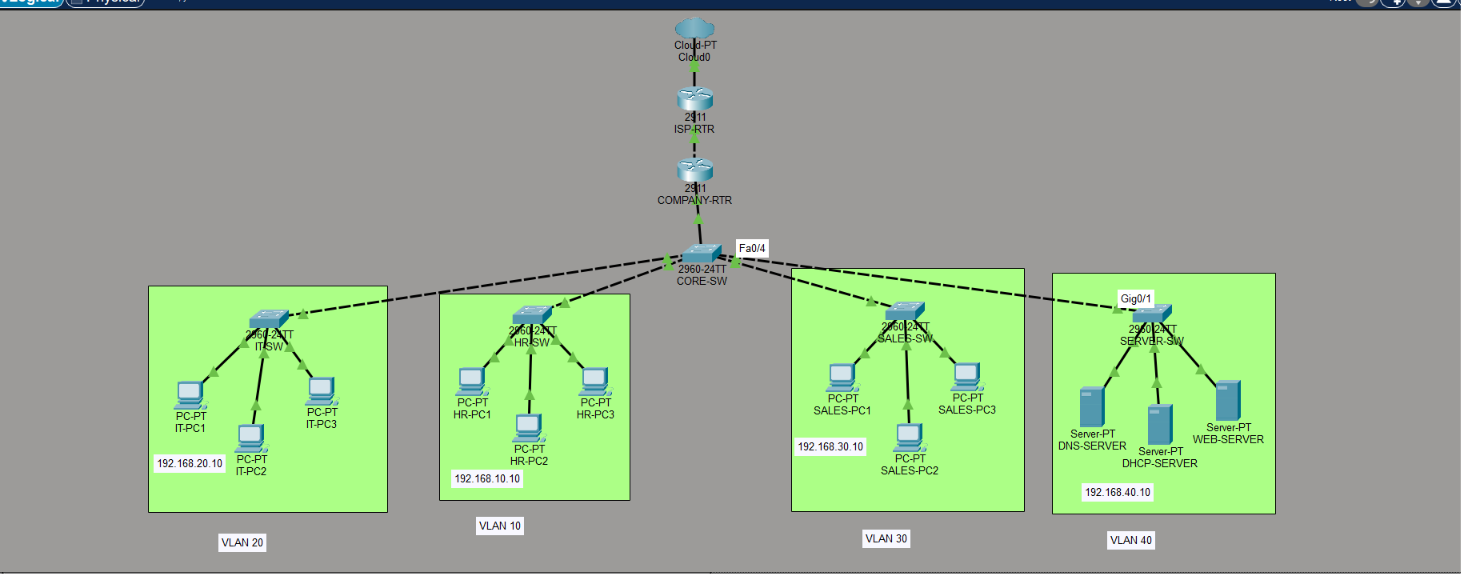 Logical Physical
Cloud-PT
Cloud0
2911
ISP-RTR
2911
COMPANY-RTR
Fa0/4
2960-24TT
CORE-SW
Gig0/1
2960-24TT
IT-SW
2960-24TT
HR-SW
2960-24TT
SALES-SW
2960-24TT
SERVER-SW
PC-PT
IT-PC1
PC-PT
IT-PC3
PC-PT
IT-PC2
192.168.20.10
PC-PT
HR-PC1
PC-PT
HR-PC3
PC-PT
HR-PC2
192.168.10.10
PC-PT
SALES-PC1
PC-PT
SALES-PC3
PC-PT
SALES-PC2
192.168.30.10
Server-PT
DNS-SERVER
Server-PT
DHCP-SERVER
Server-PT
WEB-SERVER
192.168.40.10
VLAN 20
VLAN 10
VLAN 30
VLAN 40